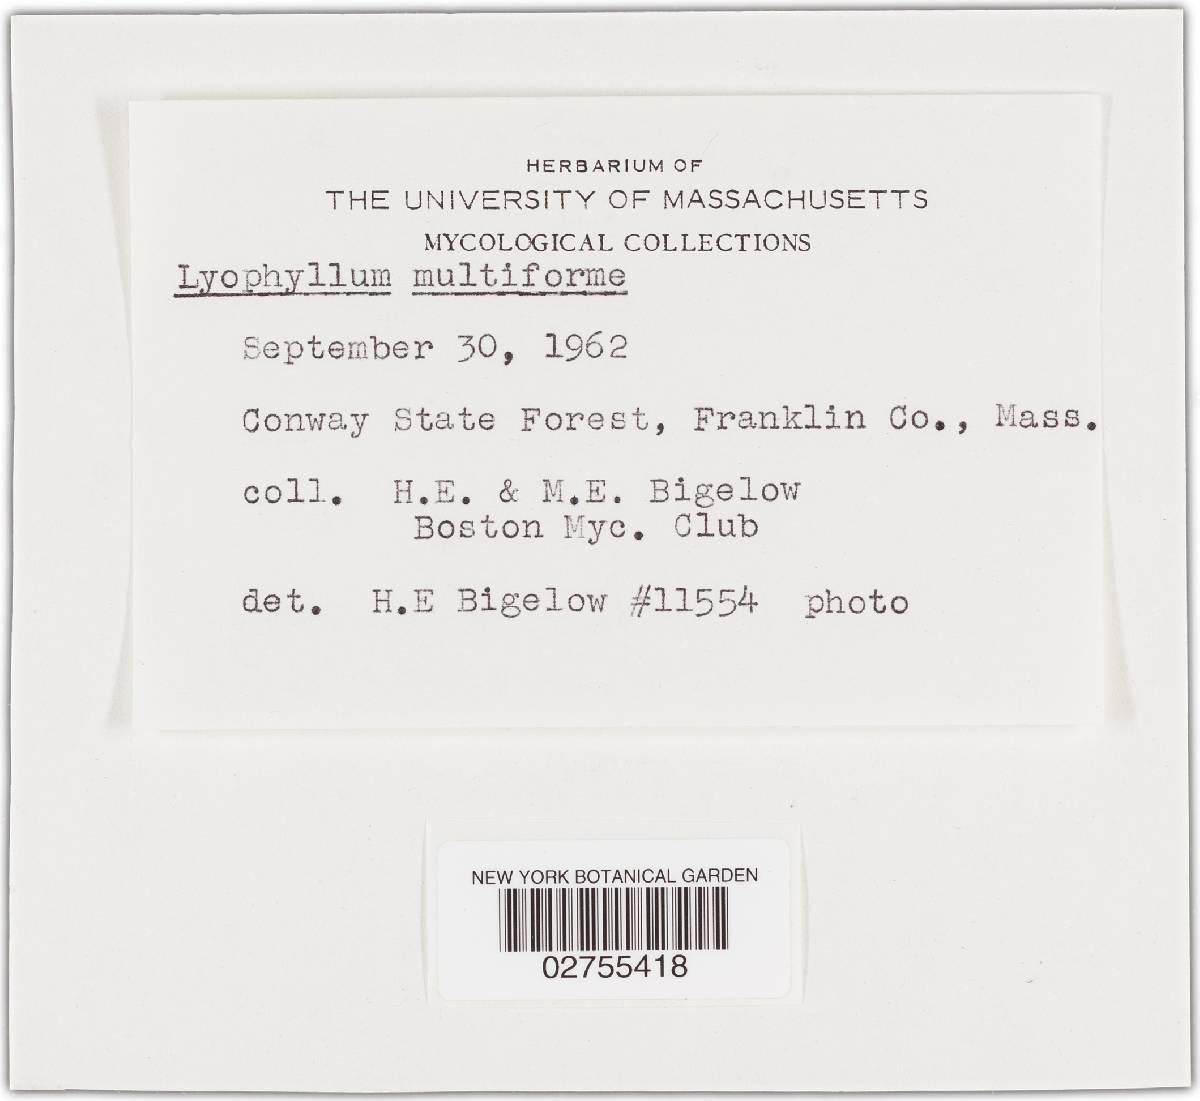 HERBARIUM OF
THE UNIVERSITY OF MASSACHUSETTS
MYCOLOGICAL COLLECTIONS
Lyophyllum multiforme
September 30, 1962
Conway State Forest, Franklin Co., Mass.
coll. H.E. & M.E. Bigelow
Boston Myc. Club
det. H.E Bigelow #11554 photo
NEW YORK BOTANICAL GARDEN
02755418